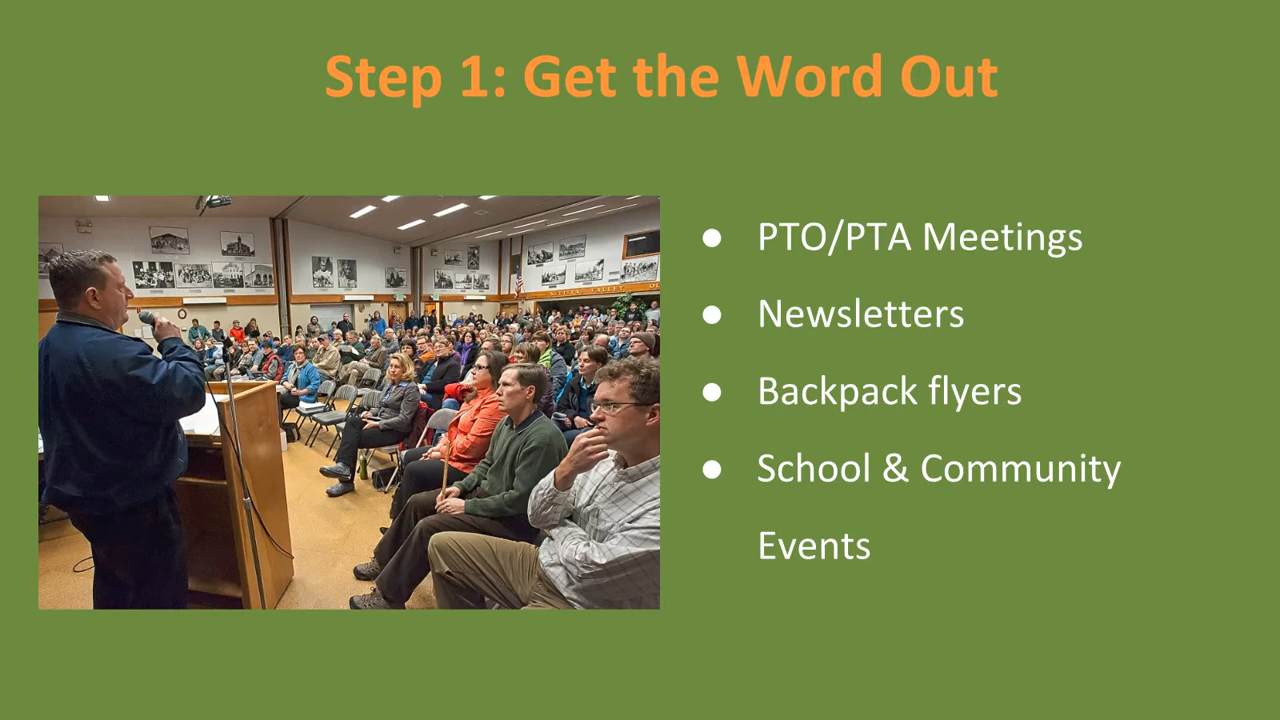 Step 1: Get the Word Out
● PTO/PTA Meetings
● Newsletters
● Backpack flyers
● School & Community
Events